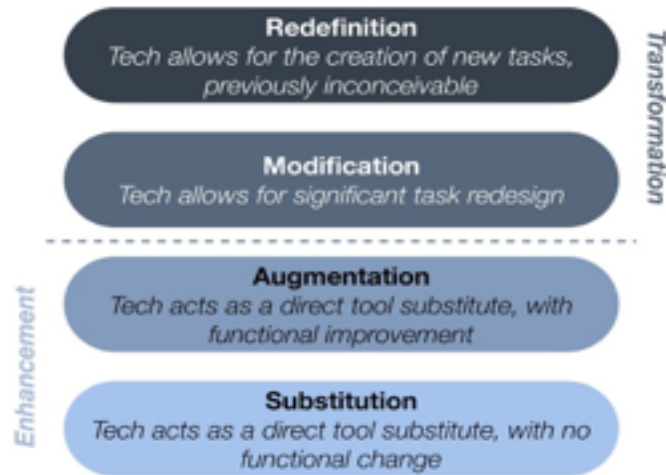 Redefinition
Tech allows for the creation of new tasks,
previously inconceivable
Transformation
Modification
Tech allows for significant task redesign
Augmentation
Tech acts as a direct tool substitute, with
functional improvement
Enhancement
Substitution
Tech acts as a direct tool substitute, with no
functional change